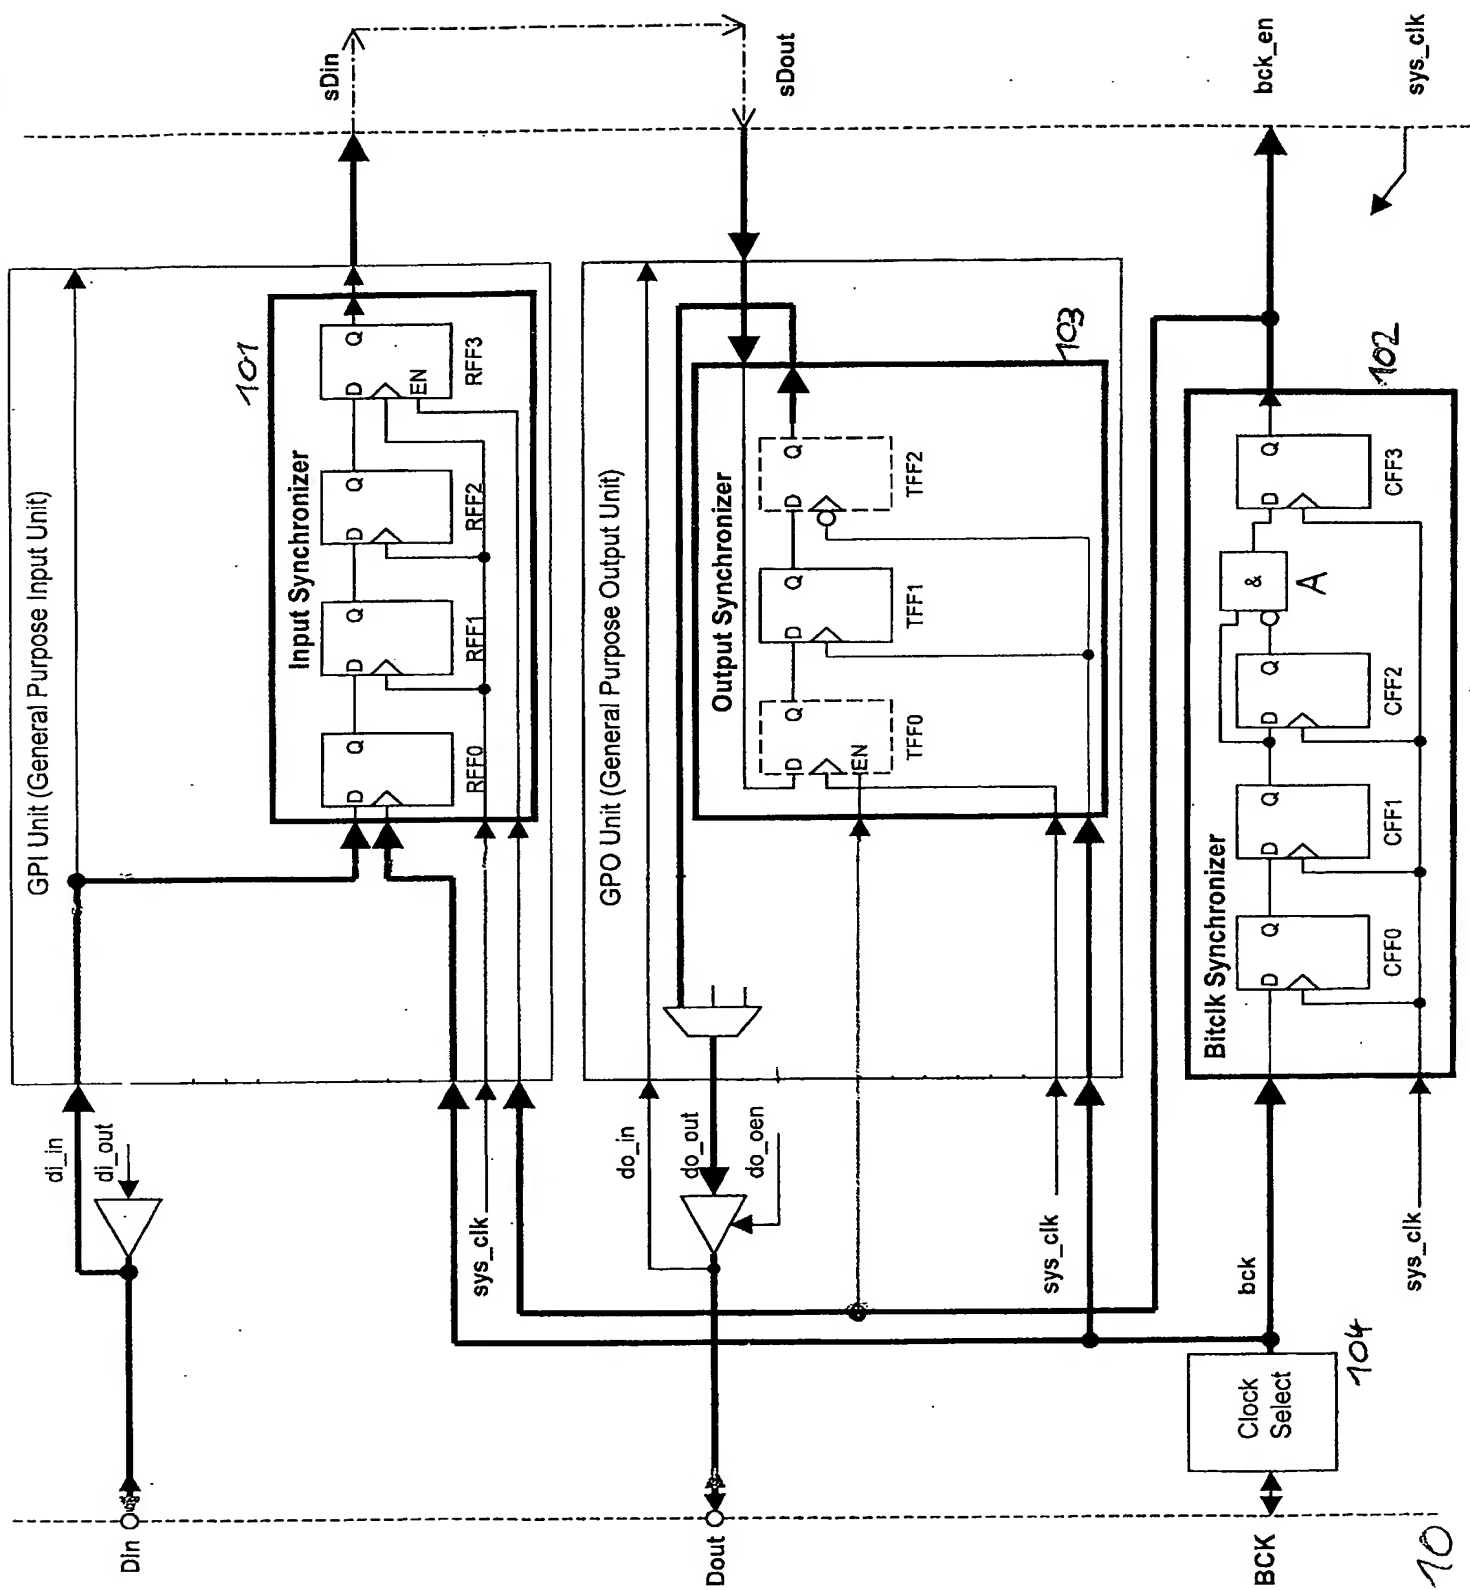 GPI Unit (General Purpose Input Unit)
101
Input Synchronizer
D Q
RFF0
D Q
RFF1
D Q
RFF2
D Q
EN
RFF3
sDin
Din
di_in
di_out
sys_clk
GPO Unit (General Purpose Output Unit)
Output Synchronizer
103
D Q
EN
TFF0
D Q
TFF1
D Q
TFF2
sDout
Dout
do_in
do_out
do_oen
sys_clk
Bitclk Synchronizer
102
D Q
CFF0
D Q
CFF1
D Q
CFF2
&
A
D Q
CFF3
bck_en
sys_clk
BCK
Clock
Select
104
bck
sys_clk
10